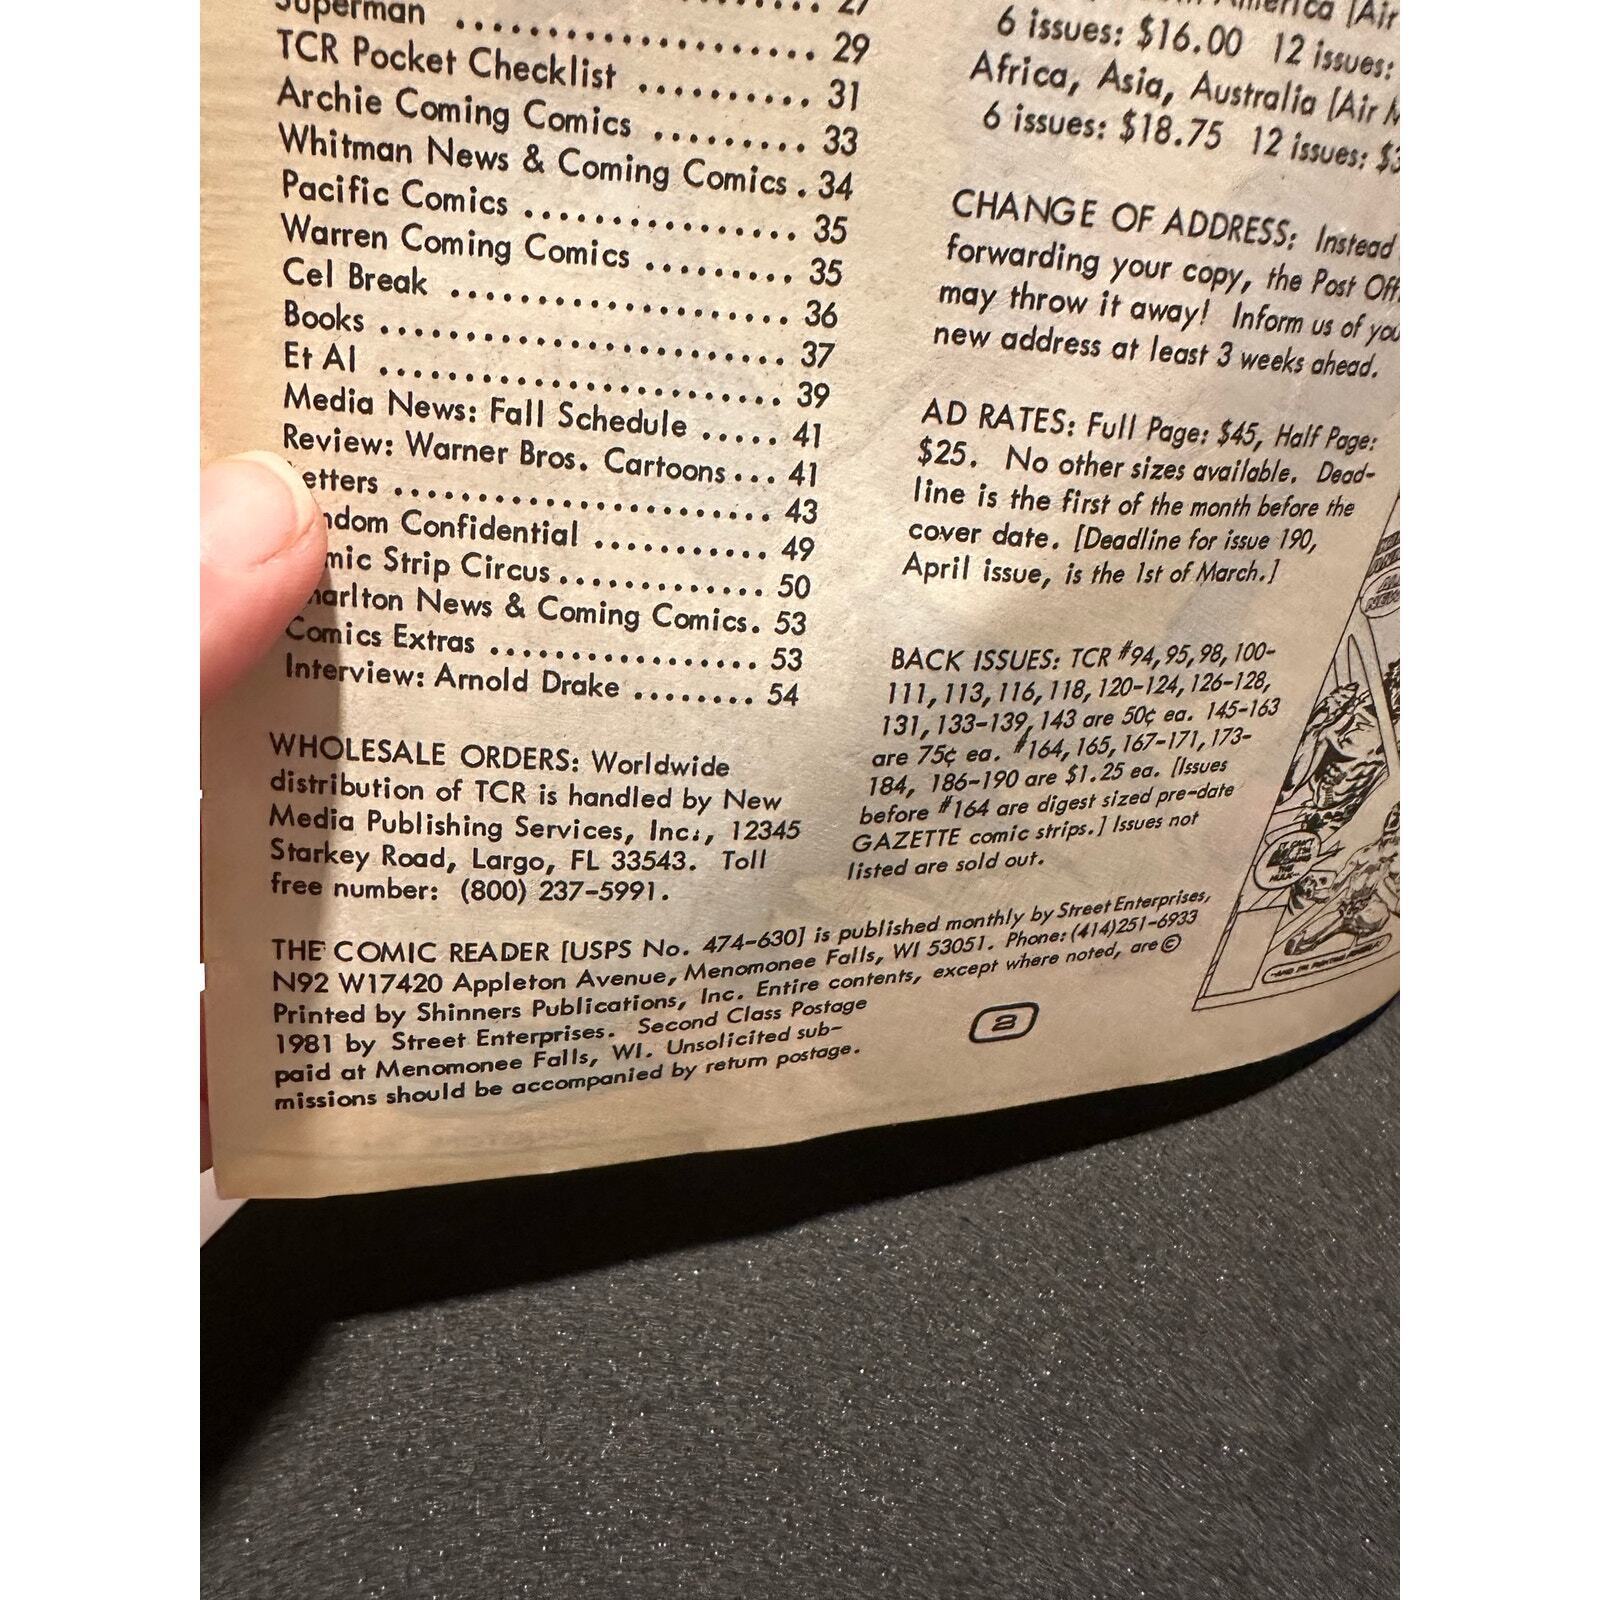 Superman
..... 27
..... 29
TCR Pocket Checklist ..... 31
Archie Coming Comics ..... 33
Whitman News & Coming Comics . 34
Pacific Comics ..... 35
Warren Coming Comics ..... 35
Cel Break ..... 36
Books ..... 37
Et Al ..... 39
Media News: Fall Schedule ..... 41
Review: Warner Bros. Cartoons... 41
etters ..... 43
ndom Confidential ..... 49
mic Strip Circus ..... 50
harlton News & Coming Comics. 53
Comics Extras ..... 53
Interview: Arnold Drake ..... 54
WHOLESALE ORDERS: Worldwide
distribution of TCR is handled by New
Media Publishing Services, Inc., 12345
Starkey Road, Largo, FL 33543. Toll
free number: (800) 237-5991.
America [Air
6 issues: $16.00 12 issues:
Africa, Asia, Australia [Air M
6 issues: $18.75 12 issues: $3
CHANGE OF ADDRESS: Instead
forwarding your copy, the Post Off
may throw it away! Inform us of you
new address at least 3 weeks ahead.
AD RATES: Full Page: $45, Half Page:
$25. No other sizes available. Dead-
line is the first of the month before the
cover date. [Deadline for issue 190,
April issue, is the 1st of March.]
BACK ISSUES: TCR #94, 95, 98, 100-
111, 113, 116, 118, 120-124, 126-128,
131, 133-139, 143 are 50¢ ea. 145-163
are 75¢ ea. #164, 165, 167-171, 173-
184, 186-190 are $1.25 ea. [Issues
before #164 are digest sized pre-date
GAZETTE comic strips.] Issues not
listed are sold out.
THE COMIC READER [USPS No. 474-630] is published monthly by Street Enterprises,
N92 W17420 Appleton Avenue, Menomonee Falls, WI 53051. Phone: (414)251-6933
Printed by Shinners Publications, Inc. Entire contents, except where noted, are ©
1981 by Street Enterprises. Second Class Postage
paid at Menomonee Falls, WI. Unsolicited sub-
missions should be accompanied by return postage.
2